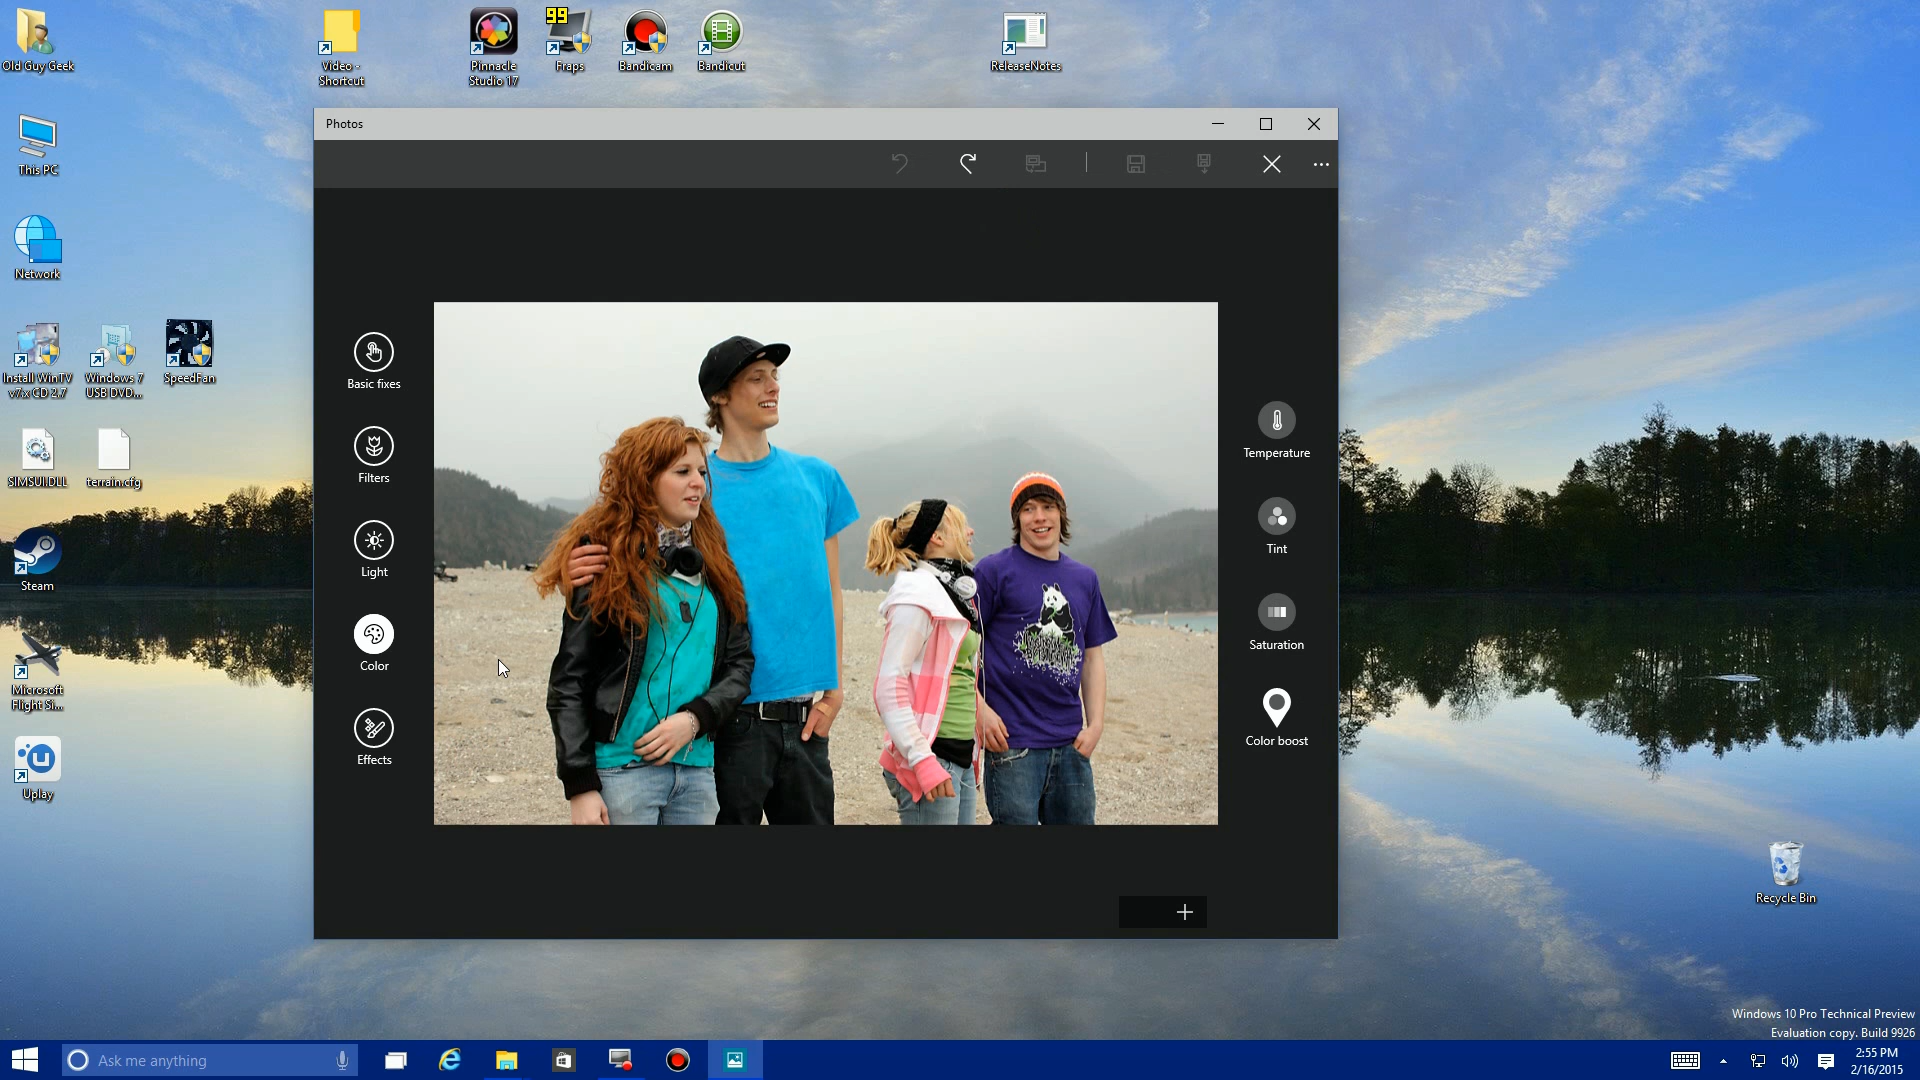 Old Guy Geek
Video -
Shortcut
Pinnacle
Studio 17
99
Fraps
Bandicam
Bandicut
ReleaseNotes
This PC
Network
Install WinTV
v7.x CD 2.7
Windows 7
USB DVD...
SpeedFan
SIMSUI.DLL
terrain.cfg
Steam
Microsoft
Flight Si...
Uplay
Photos
Basic fixes
Filters
Light
Color
Effects
Temperature
Tint
Saturation
Color boost
Recycle Bin
Windows 10 Pro Technical Preview
Evaluation copy. Build 9926
Ask me anything
2:55 PM
2/16/2015